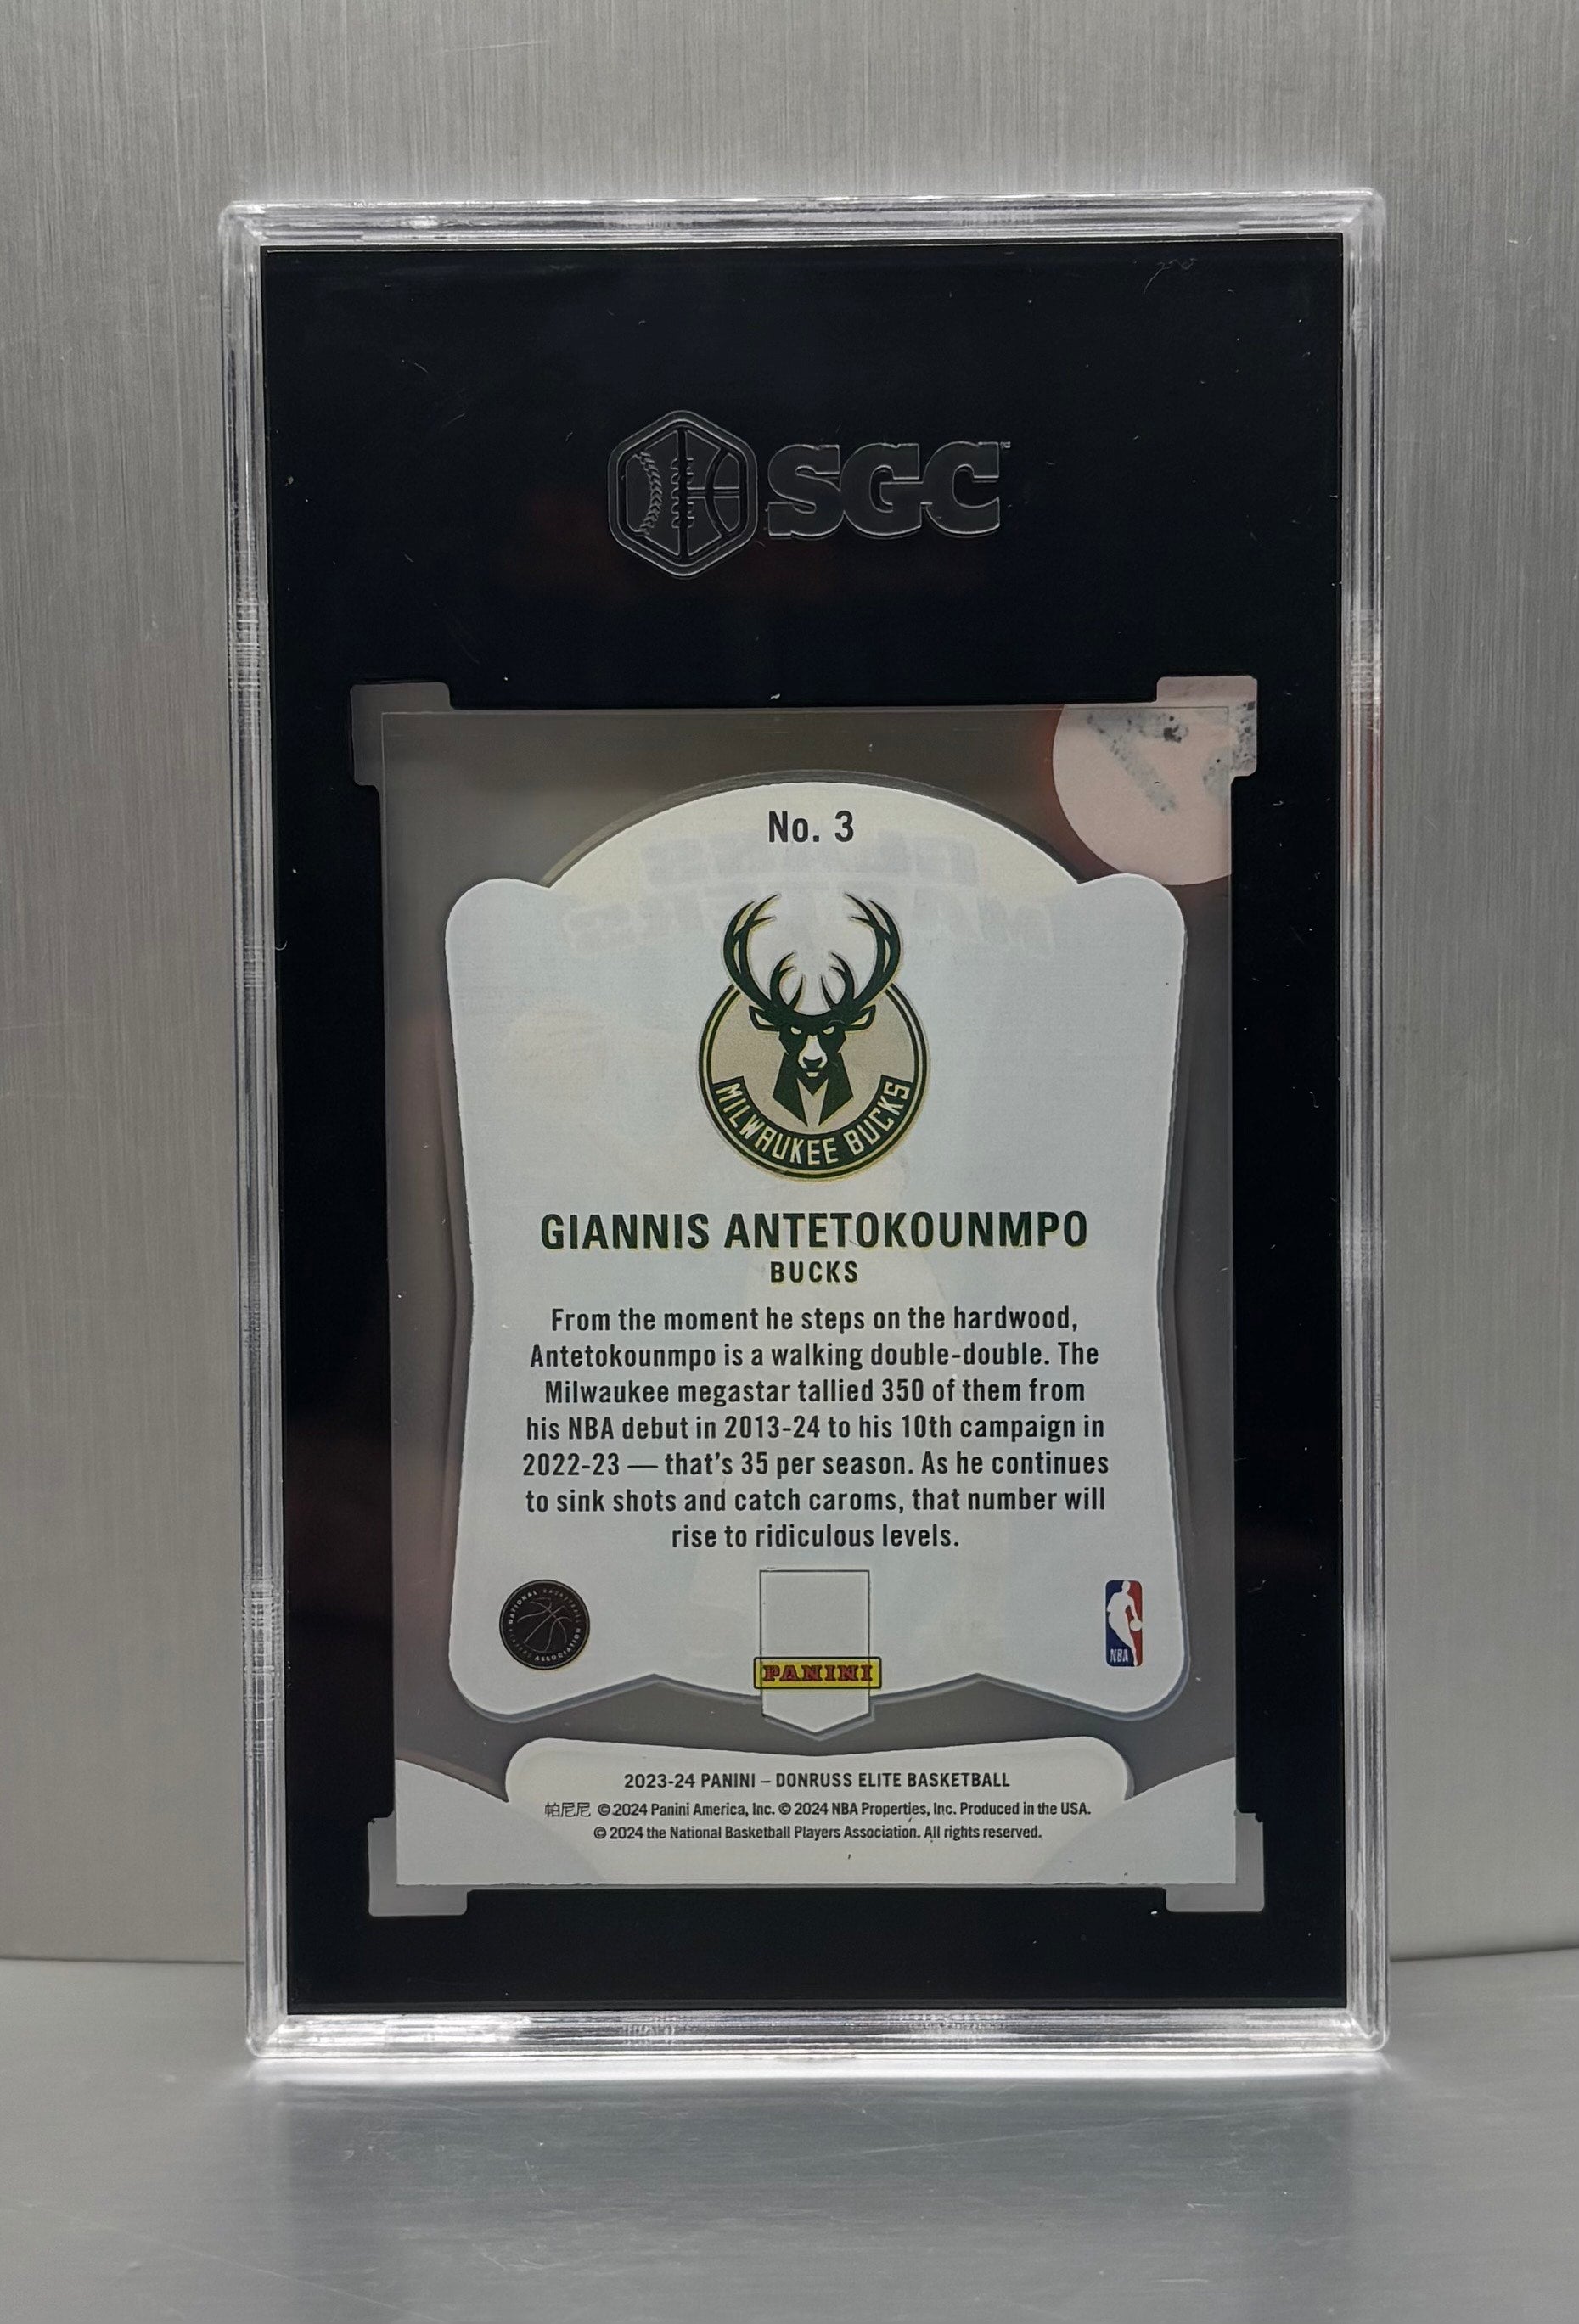 SGC
No. 3
MILWAUKEE BUCKS
GIANNIS ANTETOKOUNMPO
BUCKS
From the moment he steps on the hardwood,
Antetokounmpo is a walking double-double. The
Milwaukee megastar tallied 350 of them from
his NBA debut in 2013-24 to his 10th campaign in
2022-23 — that's 35 per season. As he continues
to sink shots and catch caroms, that number will
rise to ridiculous levels.
NATIONAL BASKETBALL PLAYERS ASSOCIATION
PANINI
NBA
2023-24 PANINI – DONRUSS ELITE BASKETBALL
帕尼尼 © 2024 Panini America, Inc. © 2024 NBA Properties, Inc. Produced in the USA.
© 2024 the National Basketball Players Association. All rights reserved.